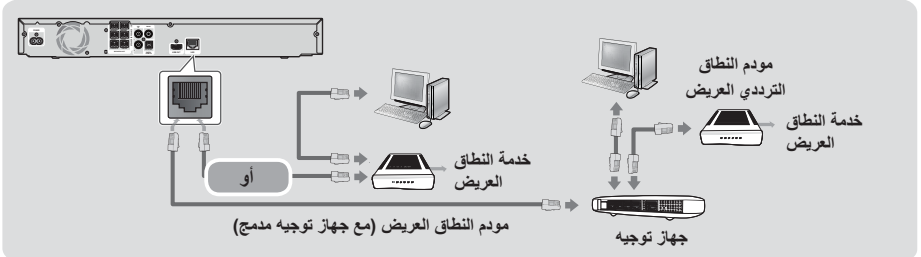 مودم النطاق
الترددي العريض
خدمة النطاق
العريض
خدمة النطاق
العريض
أو
مودم النطاق العريض (مع جهاز توجيه مدمج)
جهاز توجيه